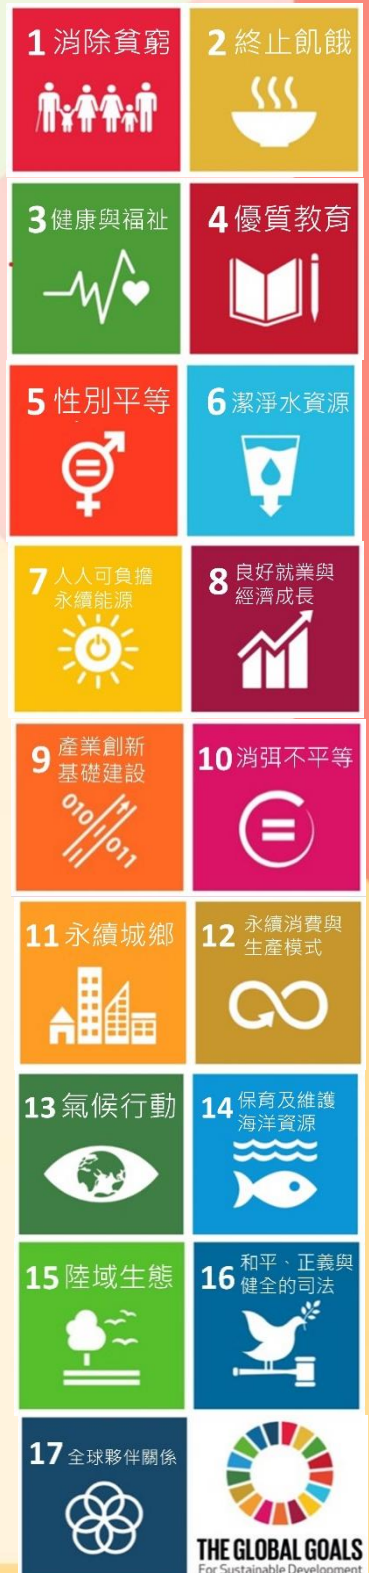 1 消除貧窮
2 終止飢餓
3 健康與福祉
4 優質教育
5 性別平等
6 潔淨水資源
7 人人可負擔
永續能源
8 良好就業與
經濟成長
9 產業創新
基礎建設
010 011
10 消弭不平等
11 永續城鄉
12 永續消費與
生產模式
13 氣候行動
14 保育及維護
海洋資源
15 陸域生態
16 和平、正義與
健全的司法
17 全球夥伴關係
THE GLOBAL GOALS
For Sustainable Development